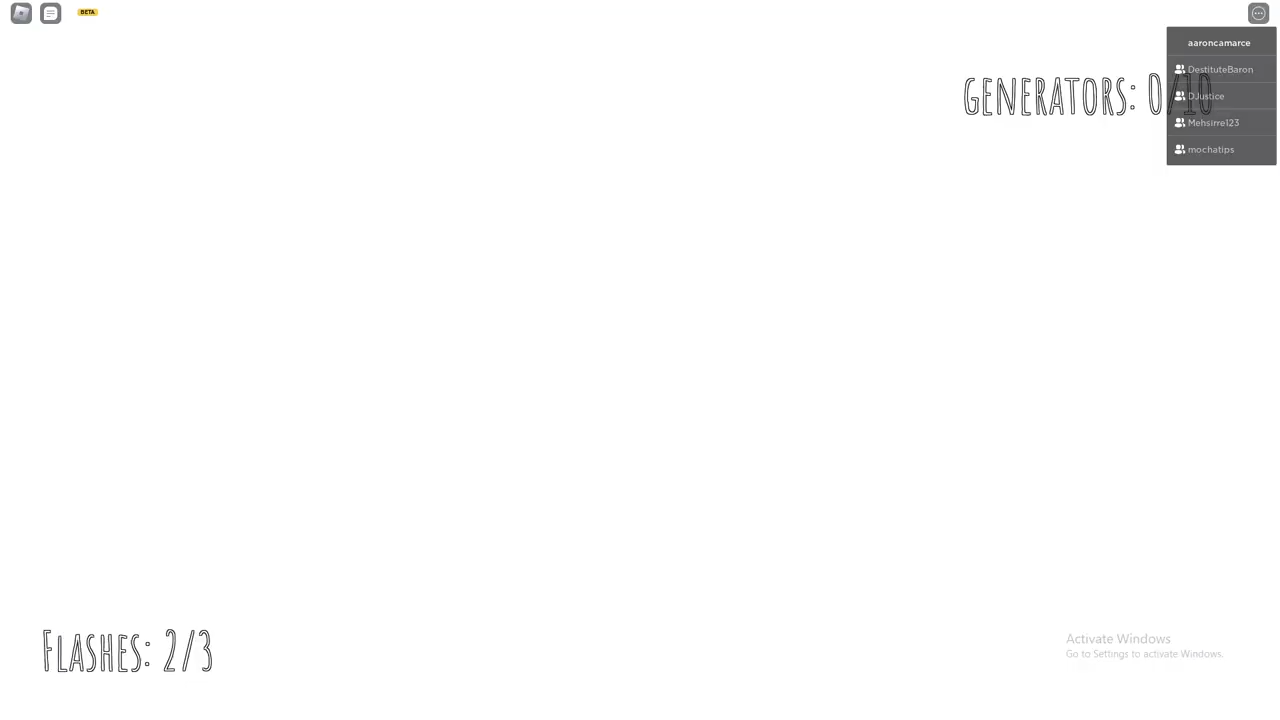 BETA
aaroncamarce
DestituteBaron
GENERATORS: 0/10
DJustice
Mehsirre123
mochatips
FLASHES: 2/3
Activate Windows
Go to Settings to activate Windows.